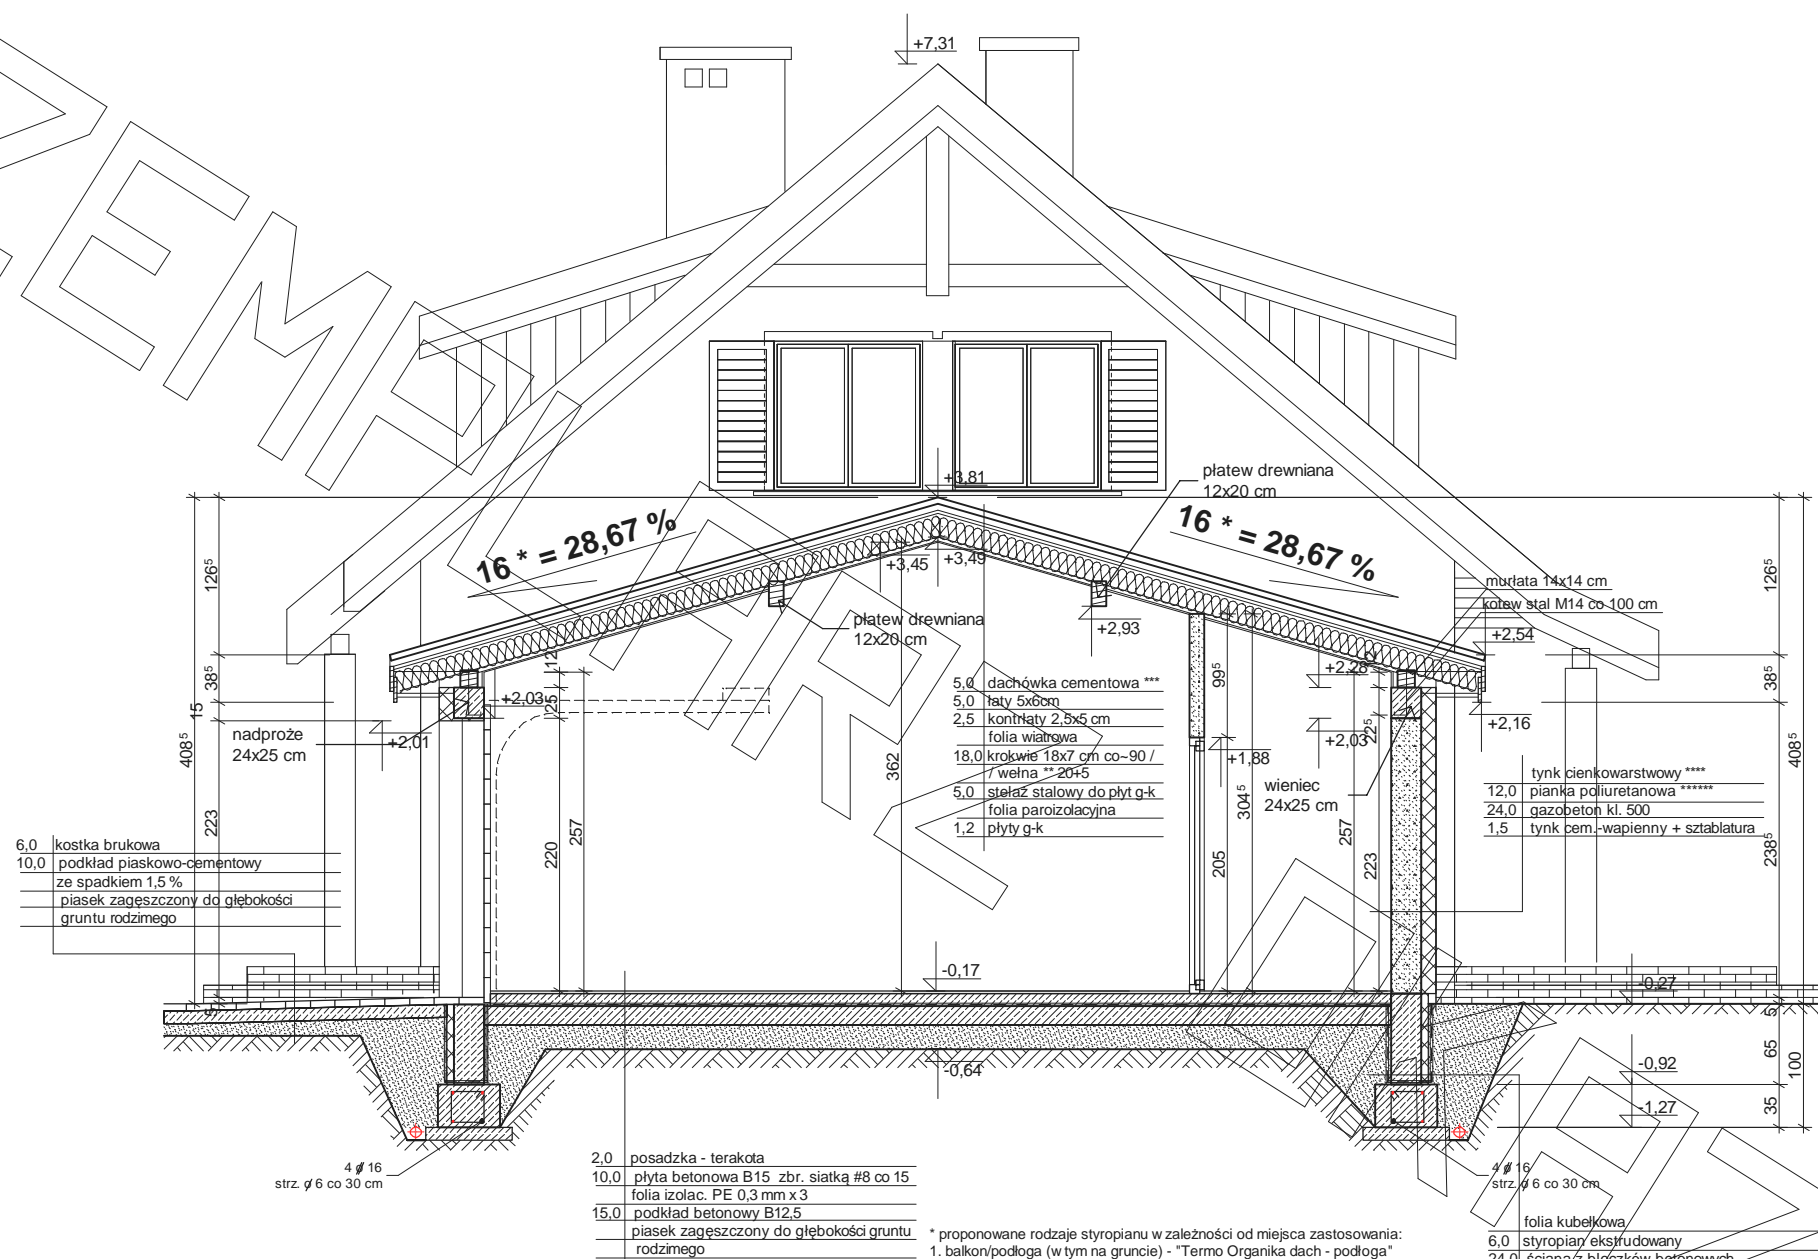 +7,31
ZEMP
+3,81
płatew drewniana
12x20 cm
16 * = 28,67 %
16 * = 28,67 %
+3,45
+3,49
126⁵
126⁵
murłata 14x14 cm
kotew stal M14 co 100 cm
płatew drewniana
12x20 cm
+2,93
+2,54
38⁵
38⁵
12
+2,28
99⁵
+2,03
25
15
+2,16
nadproże
24x25 cm
+2,01
+2,03
22⁵
+1,88
5,0 dachówka cementowa ***
5,0 łaty 5x6cm
2,5 kontrłaty 2,5x5 cm
folia wiatrowa
18,0 krokwie 18x7 cm co~90 /
/ wełna ** 20+5
5,0 stelaż stalowy do płyt g-k
folia paroizolacyjna
1,2 płyty g-k
wieniec
24x25 cm
tynk cienkowarstwowy ****
12,0 pianka poliuretanowa ******
24,0 gazobeton kl. 500
1,5 tynk cem.-wapienny + sztablatura
408⁵
223
220
257
362
205
304⁵
257
223
238⁵
408⁵
6,0 kostka brukowa
10,0 podkład piaskowo-cementowy
ze spadkiem 1,5 %
piasek zagęszczony do głębokości
gruntu rodzimego
-0,17
-0,27
5
5
-0,64
65
-0,92
100
-1,27
35
4 ø 16
strz. ø 6 co 30 cm
4 ø 16
strz. ø 6 co 30 cm
2,0 posadzka - terakota
10,0 płyta betonowa B15 zbr. siatką #8 co 15
folia izolac. PE 0,3 mm x 3
15,0 podkład betonowy B12,5
piasek zagęszczony do głębokości gruntu
rodzimego
* proponowane rodzaje styropianu w zależności od miejsca zastosowania:
1. balkon/podłoga (w tym na gruncie) - "Termo Organika dach - podłoga"
folia kubełkowa
6,0 styropian ekstrudowany
24,0 ściana z bloczków betonowych